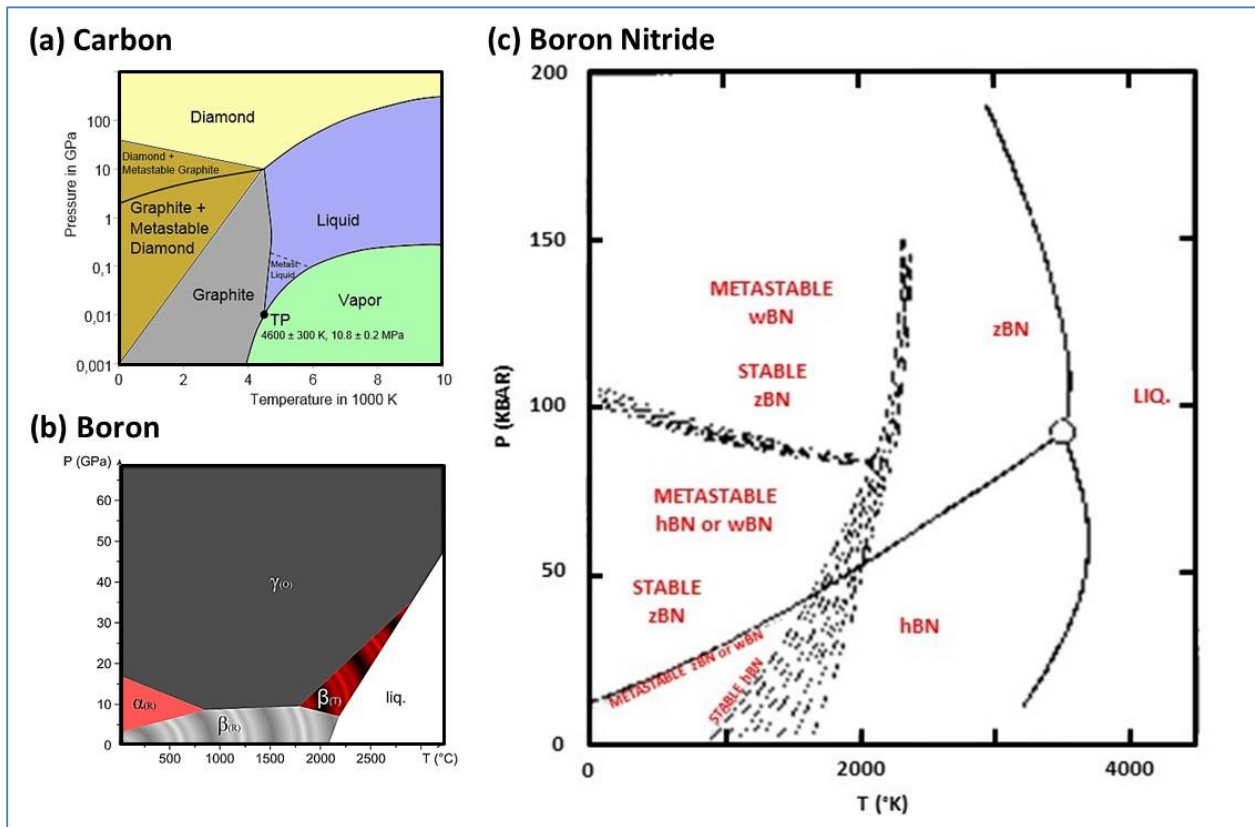 (a) Carbon
Pressure in GPa
100
10
1
0,1
0,01
0,001
Diamond
Diamond +
Metastable Graphite
Graphite +
Metastable
Diamond
Graphite
Liquid
Metast
Liquid
Vapor
TP
4600 ± 300 K, 10.8 ± 0.2 MPa
0 2 4 6 8 10
Temperature in 1000 K
(b) Boron
P (GPa)
60
50
40
30
20
10
0
γ(O)
α(R)
β(T)
β(R)
liq.
500 1000 1500 2000 2500 T (°C)
(c) Boron Nitride
P (KBAR)
200
150
100
50
0
METASTABLE
wBN
STABLE
zBN
zBN
LIQ.
METASTABLE
hBN or wBN
STABLE
zBN
METASTABLE zBN or wBN
STABLE hBN
hBN
0 2000 4000
T (°K)